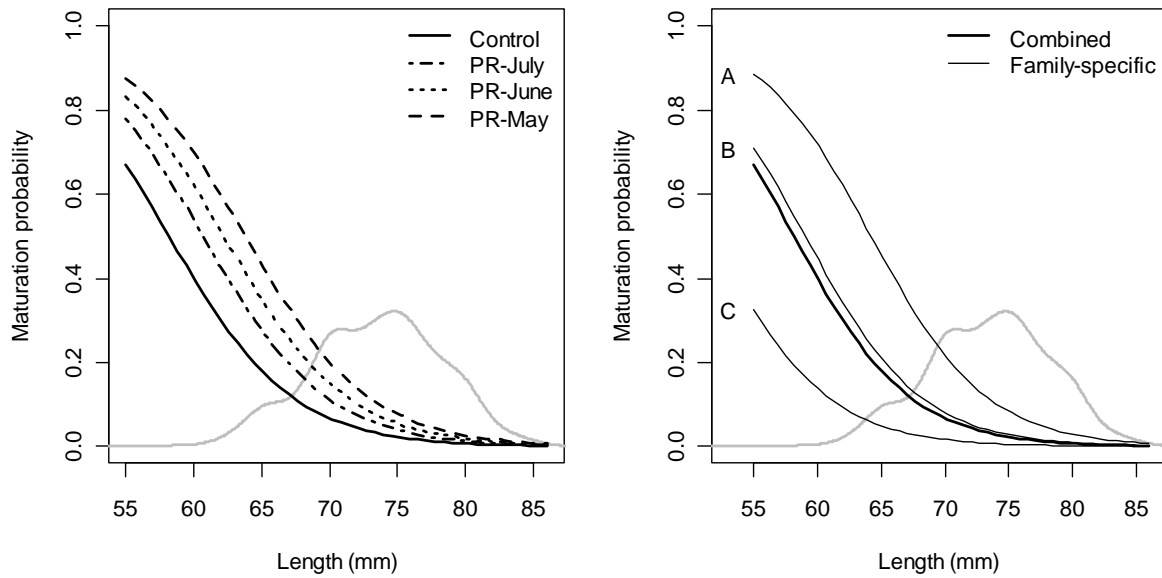 Control
PR-July
PR-June
PR-May
Maturation probability
1.0
0.8
0.6
0.4
0.2
0.0
55 60 65 70 75 80 85
Length (mm)
Combined
Family-specific
A
B
C
Maturation probability
1.0
0.8
0.6
0.4
0.2
0.0
55 60 65 70 75 80 85
Length (mm)